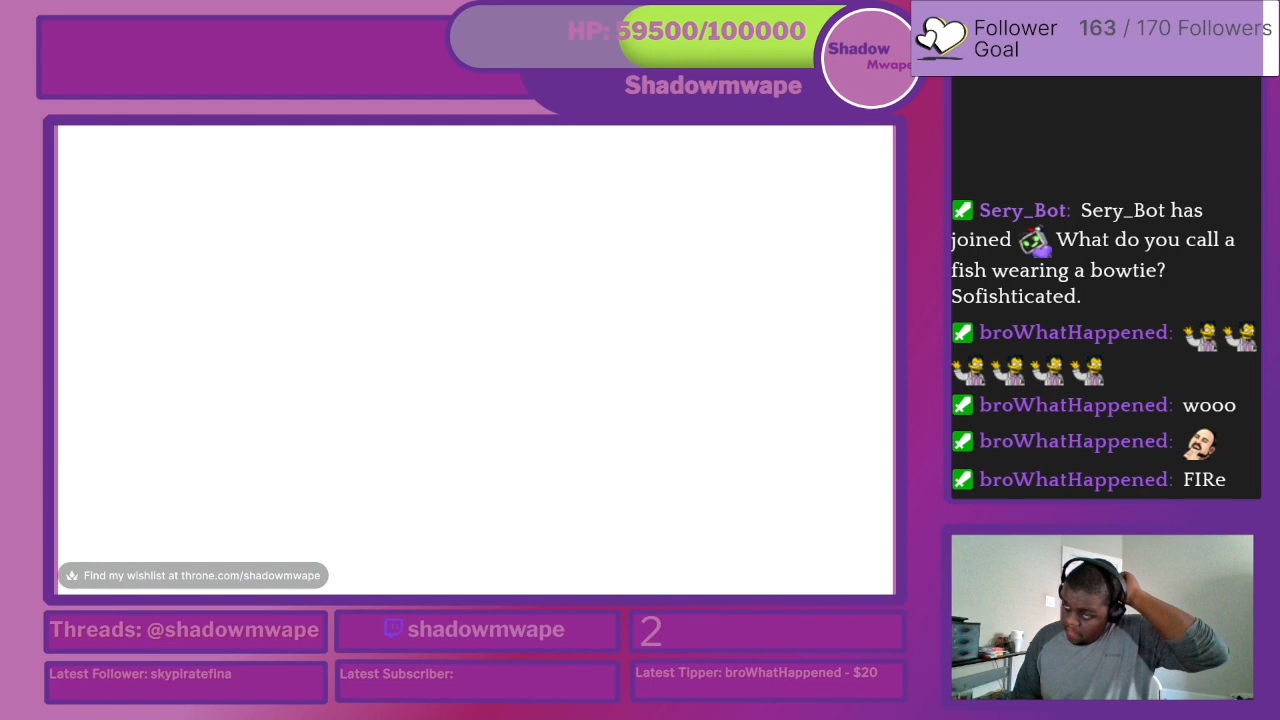 HP: 59500/100000
Shadowmwape
Shadow
Mwape
Follower
Goal
163 / 170 Followers
Sery_Bot: Sery_Bot has
joined What do you call a
fish wearing a bowtie?
Sofishticated.
broWhatHappened:
broWhatHappened: wooo
broWhatHappened:
broWhatHappened: FIRe
Find my wishlist at throne.com/shadowmwape
Threads: @shadowmwape
shadowmwape
2
Latest Follower: skypiratefina
Latest Subscriber:
Latest Tipper: broWhatHappened - $20